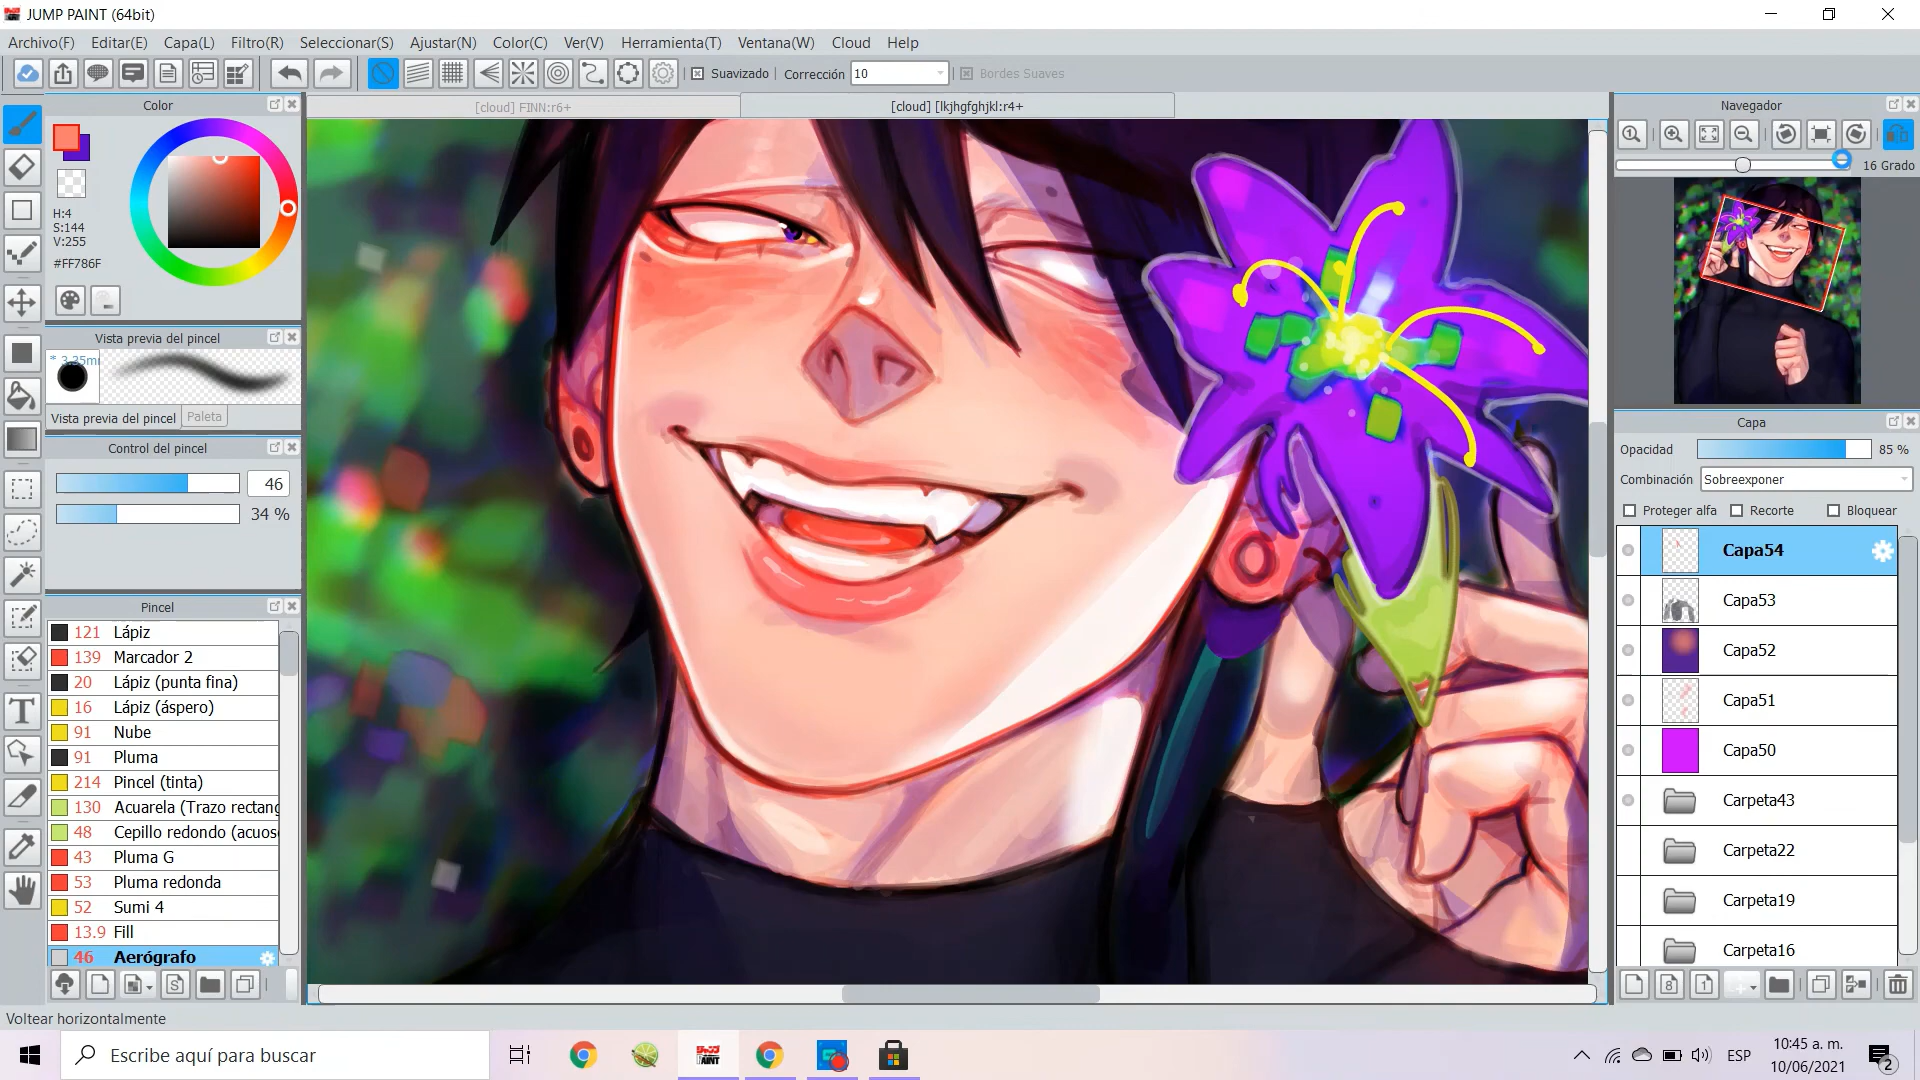 JUMP PAINT (64bit)
Archivo(F) Editar(E) Capa(L) Filtro(R) Seleccionar(S) Ajustar(N) Color(C) Ver(V) Herramienta(T) Ventana(W) Cloud Help
Suavizado Corrección 10 Bordes Suaves
Color
[cloud] FINN:r6+
[cloud] [lkjhgfghjkl:r4+
Navegador
16 Grado
H:4
S:144
V:255
#FF786F
Vista previa del pincel
* 3.35m
Vista previa del pincel Paleta
Control del pincel
46
34 %
Pincel
121 Lápiz
139 Marcador 2
20 Lápiz (punta fina)
16 Lápiz (áspero)
91 Nube
91 Pluma
214 Pincel (tinta)
130 Acuarela (Trazo rectang
48 Cepillo redondo (acuos
43 Pluma G
53 Pluma redonda
52 Sumi 4
13.9 Fill
46 Aerógrafo
Capa
Opacidad 85 %
Combinación Sobreexponer
Proteger alfa Recorte Bloquear
Capa54
Capa53
Capa52
Capa51
Capa50
Carpeta43
Carpeta22
Carpeta19
Carpeta16
Voltear horizontalmente
Escribe aquí para buscar
PAINT
ESP
10:45 a. m.
10/06/2021
2